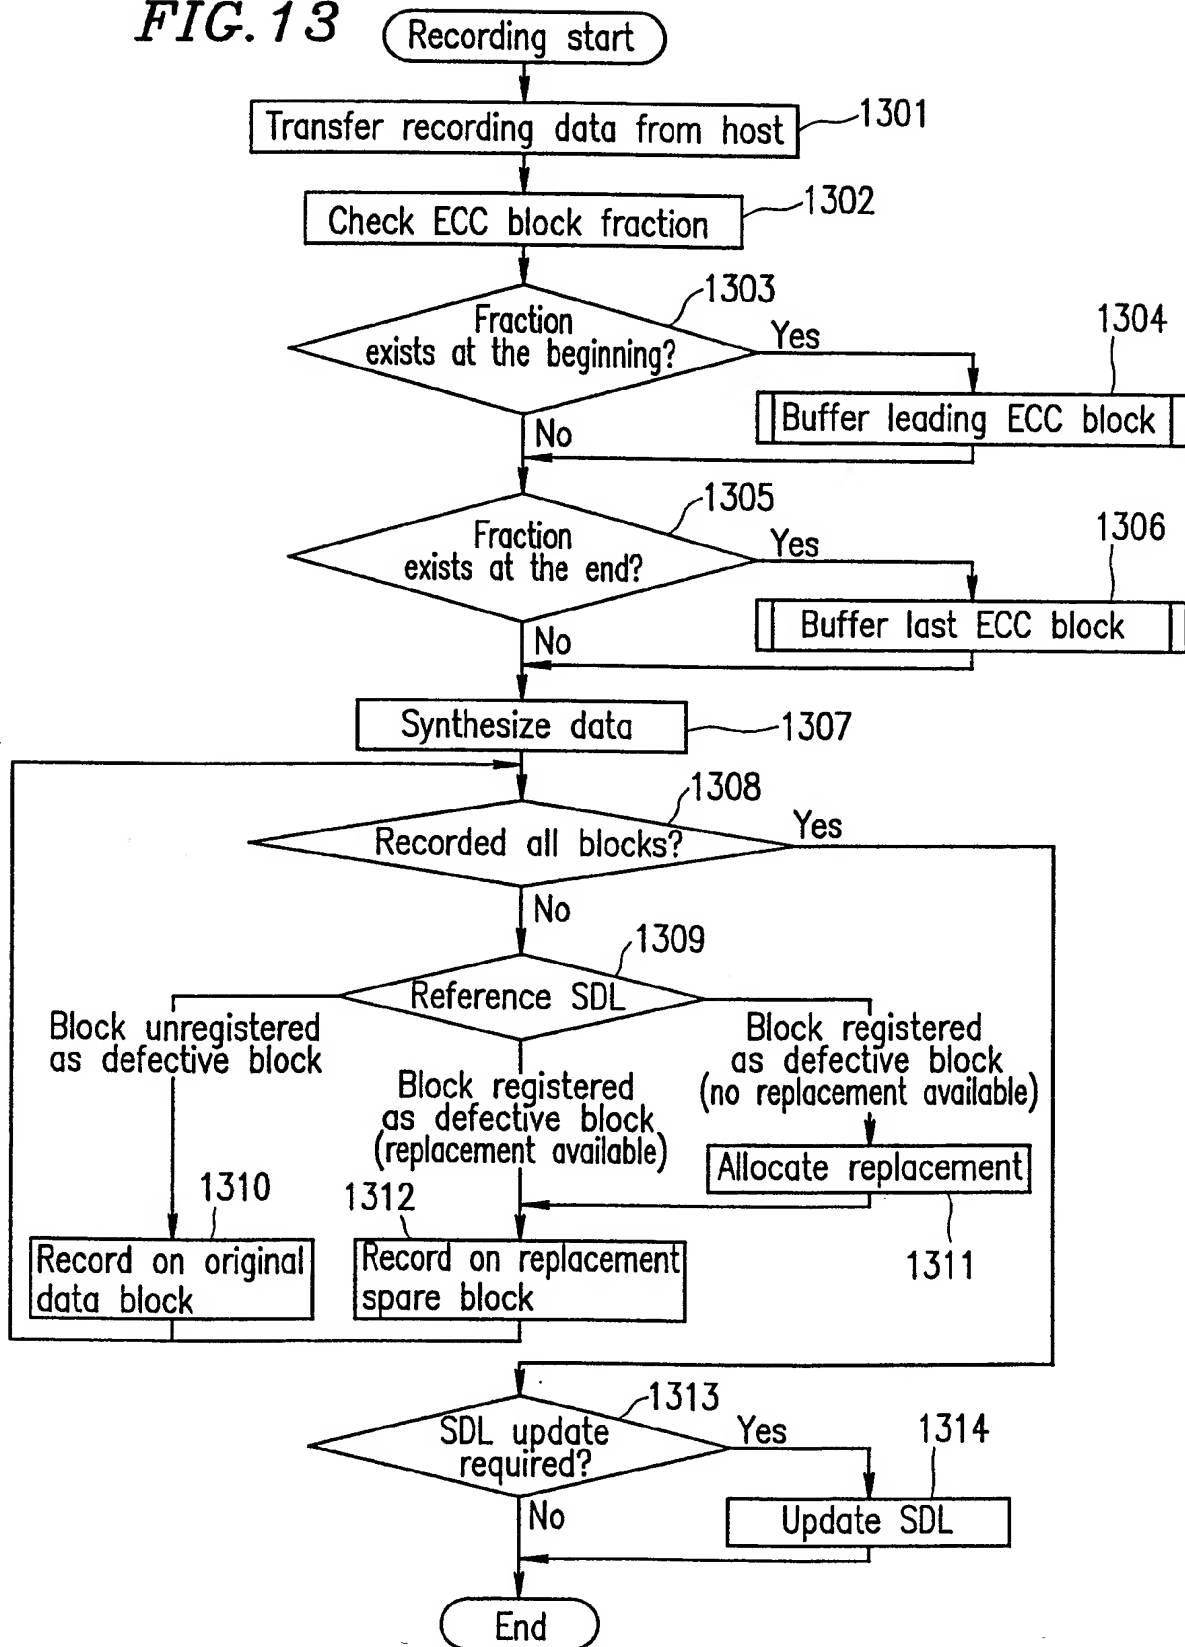 FIG.13
Recording start
Transfer recording data from host
1301
Check ECC block fraction
1302
1303
Fraction
exists at the beginning?
Yes
1304
Buffer leading ECC block
No
1305
Fraction
exists at the end?
Yes
1306
Buffer last ECC block
No
Synthesize data
1307
1308
Recorded all blocks?
Yes
No
1309
Reference SDL
Block unregistered
as defective block
Block registered
as defective block
(replacement available)
Block registered
as defective block
(no replacement available)
Allocate replacement
1311
1310
Record on original
data block
1312
Record on replacement
spare block
1313
SDL update
required?
Yes
1314
Update SDL
No
End